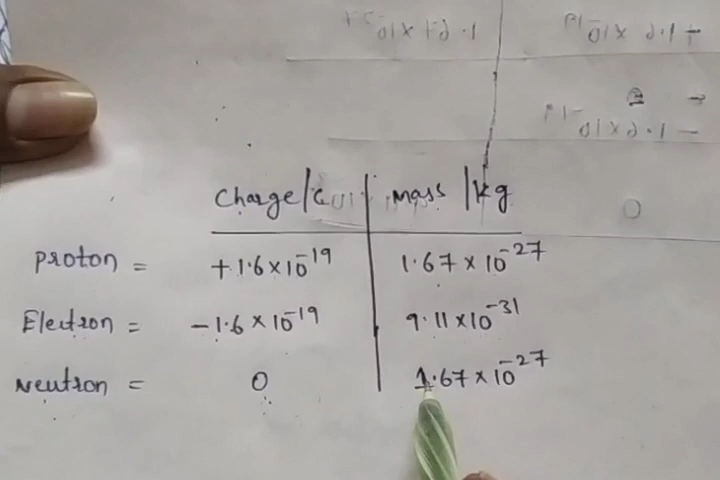 Charge/C Mass /kg
Proton = +1.6×10⁻¹⁹ 1.67×10⁻²⁷
Electron = −1.6×10⁻¹⁹ 9.11×10⁻³¹
Neutron = 0 1.67×10⁻²⁷